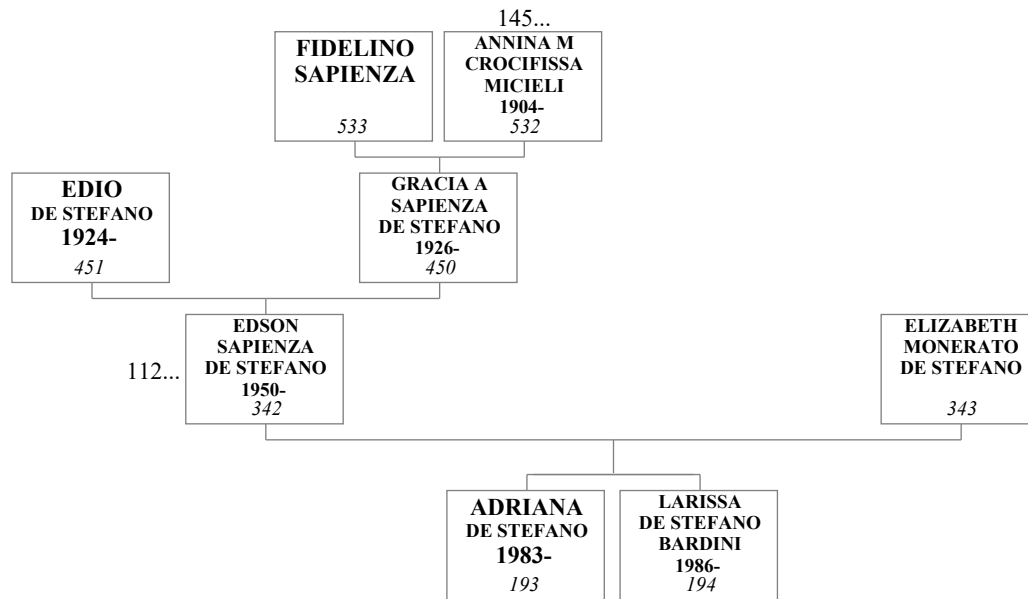 145...
FIDELINO
SAPIENZA
533
ANNINA M
CROCIFISSA
MICIELI
1904-
532
EDIO
DE STEFANO
1924-
451
GRACIA A
SAPIENZA
DE STEFANO
1926-
450
112...
EDSON
SAPIENZA
DE STEFANO
1950-
342
ELIZABETH
MONERATO
DE STEFANO
343
ADRIANA
DE STEFANO
1983-
193
LARISSA
DE STEFANO
BARDINI
1986-
194